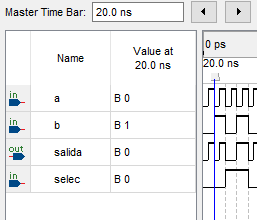 Master Time Bar: 20.0 ns
0 ps
Name
Value at
20.0 ns
20.0 ns
in a B 0
in b B 1
out salida B 0
in selec B 0